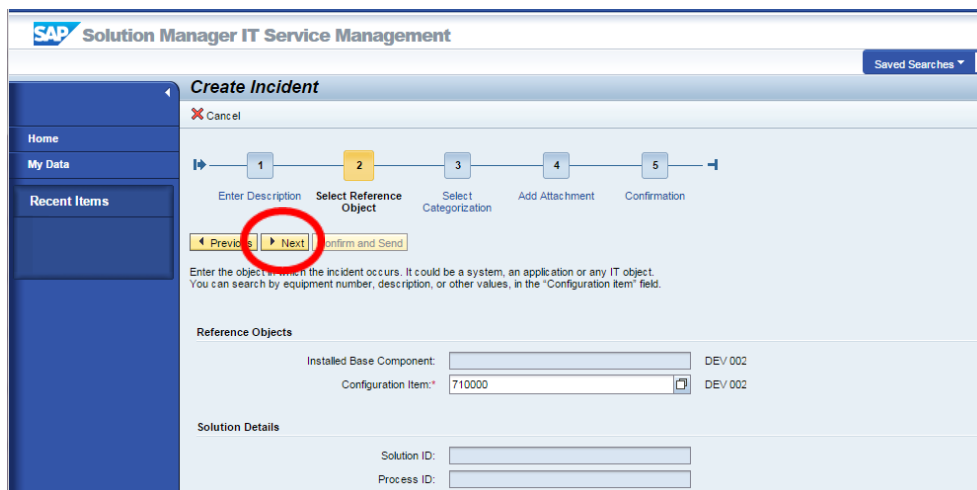 SAP Solution Manager IT Service Management
Saved Searches
Create Incident
Cancel
Home
My Data
Recent Items
1 2 3 4 5
Enter Description Select Reference Object Select Categorization Add Attachment Confirmation
Previous Next Confirm and Send
Enter the object in which the incident occurs. It could be a system, an application or any IT object.
You can search by equipment number, description, or other values, in the "Configuration item" field.
Reference Objects
Installed Base Component: DEV 002
Configuration Item:* 710000 DEV 002
Solution Details
Solution ID:
Process ID: